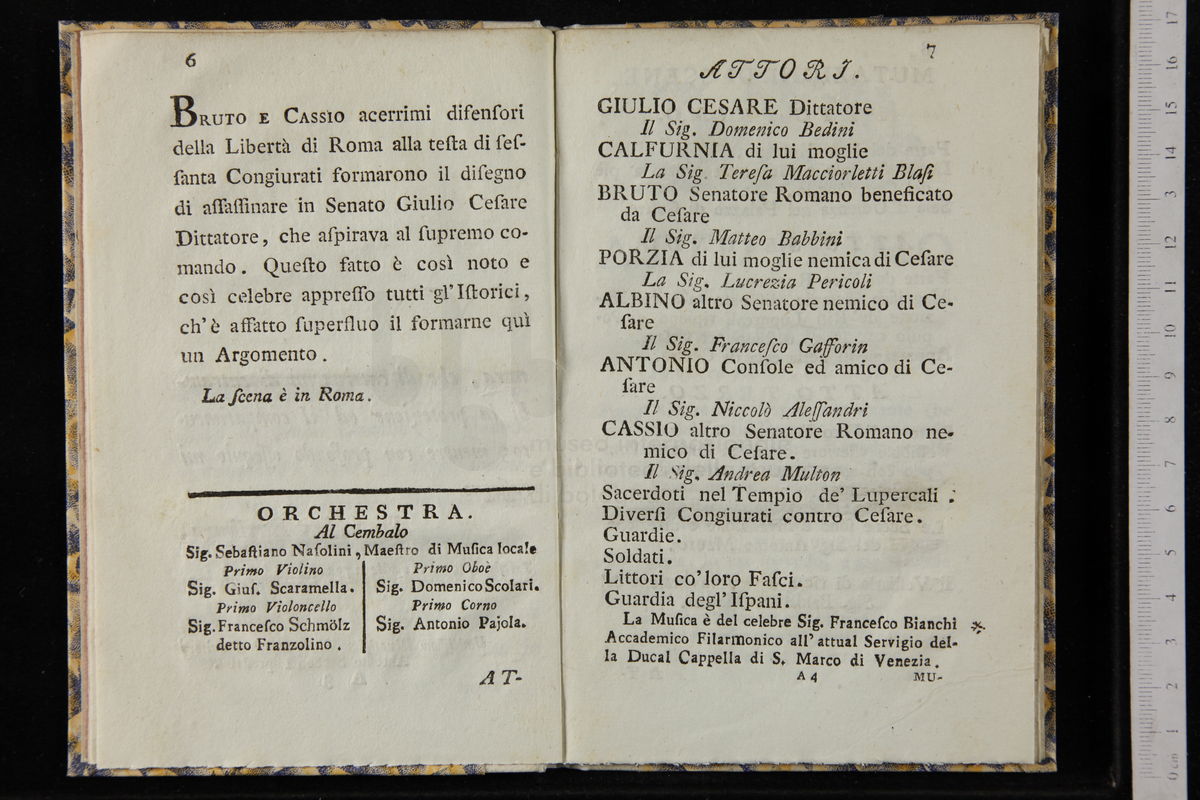 6
BRUTO E CASSIO acerrimi difenſori
della Libertà di Roma alla teſta di ſeſ-
ſanta Congiurati formarono il diſegno
di aſſaſſinare in Senato Giulio Ceſare
Dittatore, che aſpirava al ſupremo co-
mando. Queſto fatto è così noto e
così celebre appreſſo tutti gl'Iſtorici,
ch'è affatto ſuperfluo il formarne quì
un Argomento.
La ſcena è in Roma.
ORCHESTRA.
Al Cembalo
Sig. Sebaſtiano Naſolini, Maeſtro di Muſica locale
Primo Violino
Sig. Giuſ. Scaramella.
Primo Violoncello
Sig. Franceſco Schmölz
detto Franzolino.
Primo Oboè
Sig. Domenico Scolari.
Primo Corno
Sig. Antonio Pajola.
AT-
7
ATTORI.
GIULIO CESARE Dittatore
Il Sig. Domenico Bedini
CALFURNIA di lui moglie
La Sig. Tereſa Macciorletti Blaſi
BRUTO Senatore Romano beneficato
da Ceſare
Il Sig. Matteo Babbini
PORZIA di lui moglie nemica di Ceſare
La Sig. Lucrezia Pericoli
ALBINO altro Senatore nemico di Ce-
ſare
Il Sig. Franceſco Gafforin
ANTONIO Conſole ed amico di Ce-
ſare
Il Sig. Niccolò Aleſſandri
CASSIO altro Senatore Romano ne-
mico di Ceſare.
Il Sig. Andrea Multon
Sacerdoti nel Tempio de' Lupercali.
Diverſi Congiurati contro Ceſare.
Guardie.
Soldati.
Littori co'loro Faſci.
Guardia degl'Iſpani.
La Muſica è del celebre Sig. Franceſco Bianchi
Accademico Filarmonico all'attual Servigio del-
la Ducal Cappella di S. Marco di Venezia.
A 4 MU-